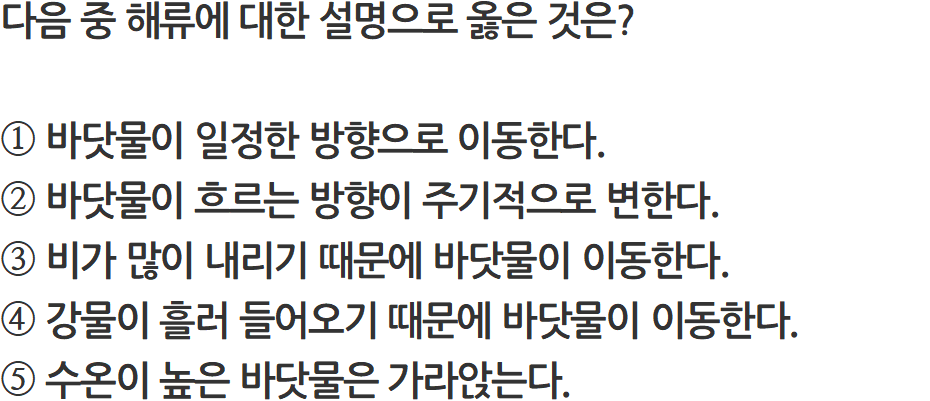 다음 중 해류에 대한 설명으로 옳은 것은?
① 바닷물이 일정한 방향으로 이동한다.
② 바닷물이 흐르는 방향이 주기적으로 변한다.
③ 비가 많이 내리기 때문에 바닷물이 이동한다.
④ 강물이 흘러 들어오기 때문에 바닷물이 이동한다.
⑤ 수온이 높은 바닷물은 가라앉는다.